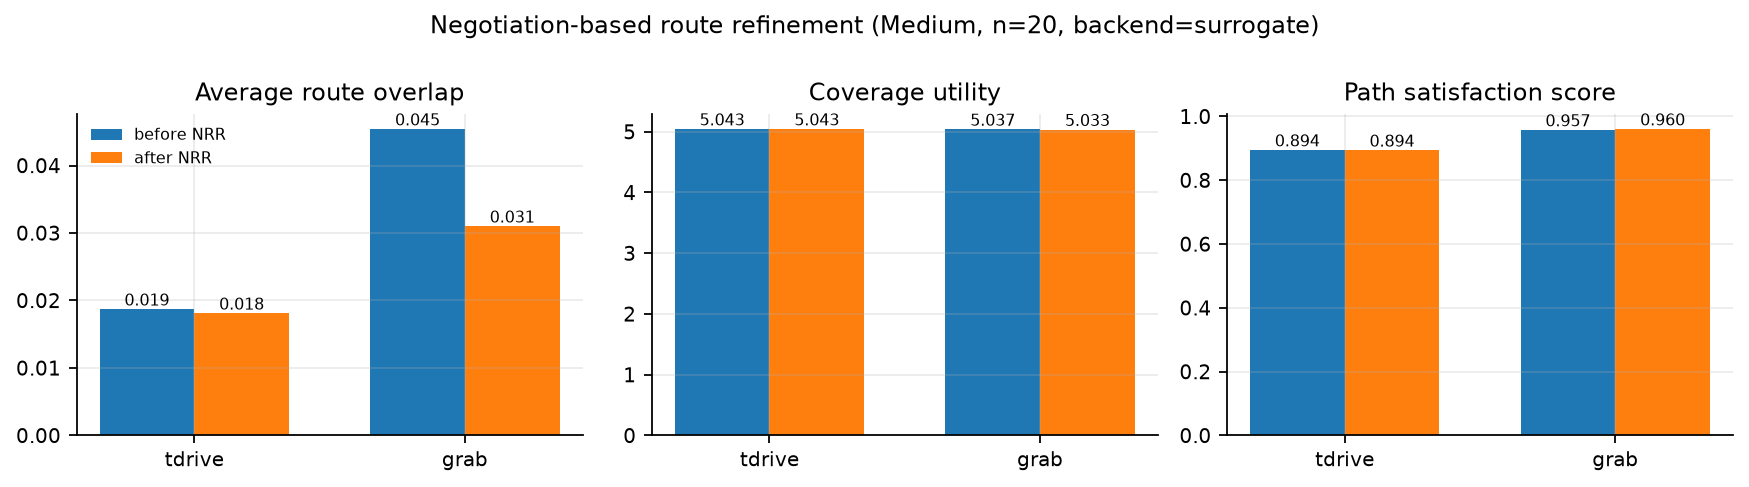 Negotiation-based route refinement (Medium, n=20, backend=surrogate)
Average route overlap
before NRR
after NRR
0.045
0.031
0.019
0.018
0.04
0.03
0.02
0.01
0.00
tdrive
grab
Coverage utility
5.043
5.043
5.037
5.033
5
4
3
2
1
0
tdrive
grab
Path satisfaction score
0.894
0.894
0.957
0.960
1.0
0.8
0.6
0.4
0.2
0.0
tdrive
grab